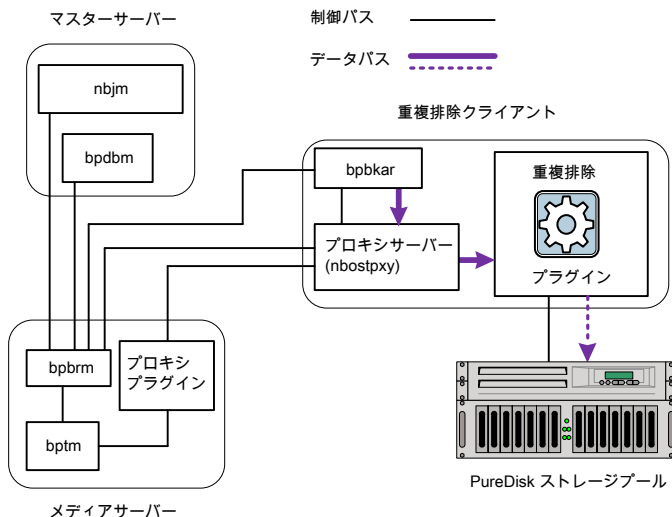 マスターサーバー
制御パス
データパス
nbjm
bpdbm
重複排除クライアント
bpbkar
重複排除
プロキシサーバー
(nbostpxy)
プラグイン
bpbrm
プロキシ
プラグイン
bptm
PureDisk ストレージプール
メディアサーバー